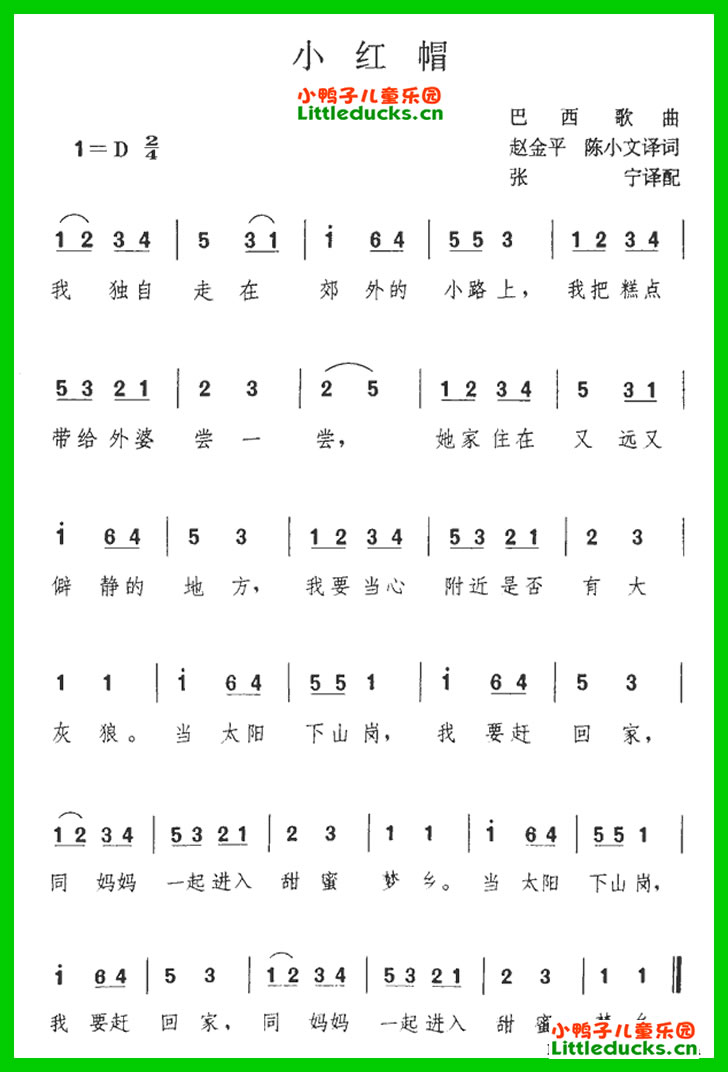 小红帽
小鸭子儿童乐园
Littleducks.cn
巴西歌曲
1=D 2/4
赵金平 陈小文译词
张宁译配
1 2 3 4 | 5 3 1 | i 6 4 | 5 5 3 | 1 2 3 4 |
我 独自 走在 郊 外的 小路上，我把糕点
5 3 2 1 | 2 3 | 2 5 | 1 2 3 4 | 5 3 1 |
带给外婆 尝一 尝， 她家住在 又远又
i 6 4 | 5 3 | 1 2 3 4 | 5 5 3 2 1 | 2 3 |
僻 静的 地方，我要当心 附近是否 有大
1 1 | i 6 4 | 5 5 1 | i 6 4 | 5 3 |
灰狼。当 太阳 下山岗， 我 要赶 回家，
1 2 3 4 | 5 3 2 1 | 2 3 | 1 1 | i 6 4 | 5 5 1 |
同 妈妈 一起进入 甜蜜 梦乡。当 太阳 下山岗，
i 6 4 | 5 3 | 1 2 3 4 | 5 3 2 1 | 2 3 | 1 1 ‖
我 要赶 回家，同 妈妈 一起进入 甜蜜
小鸭子儿童乐园
Littleducks.cn